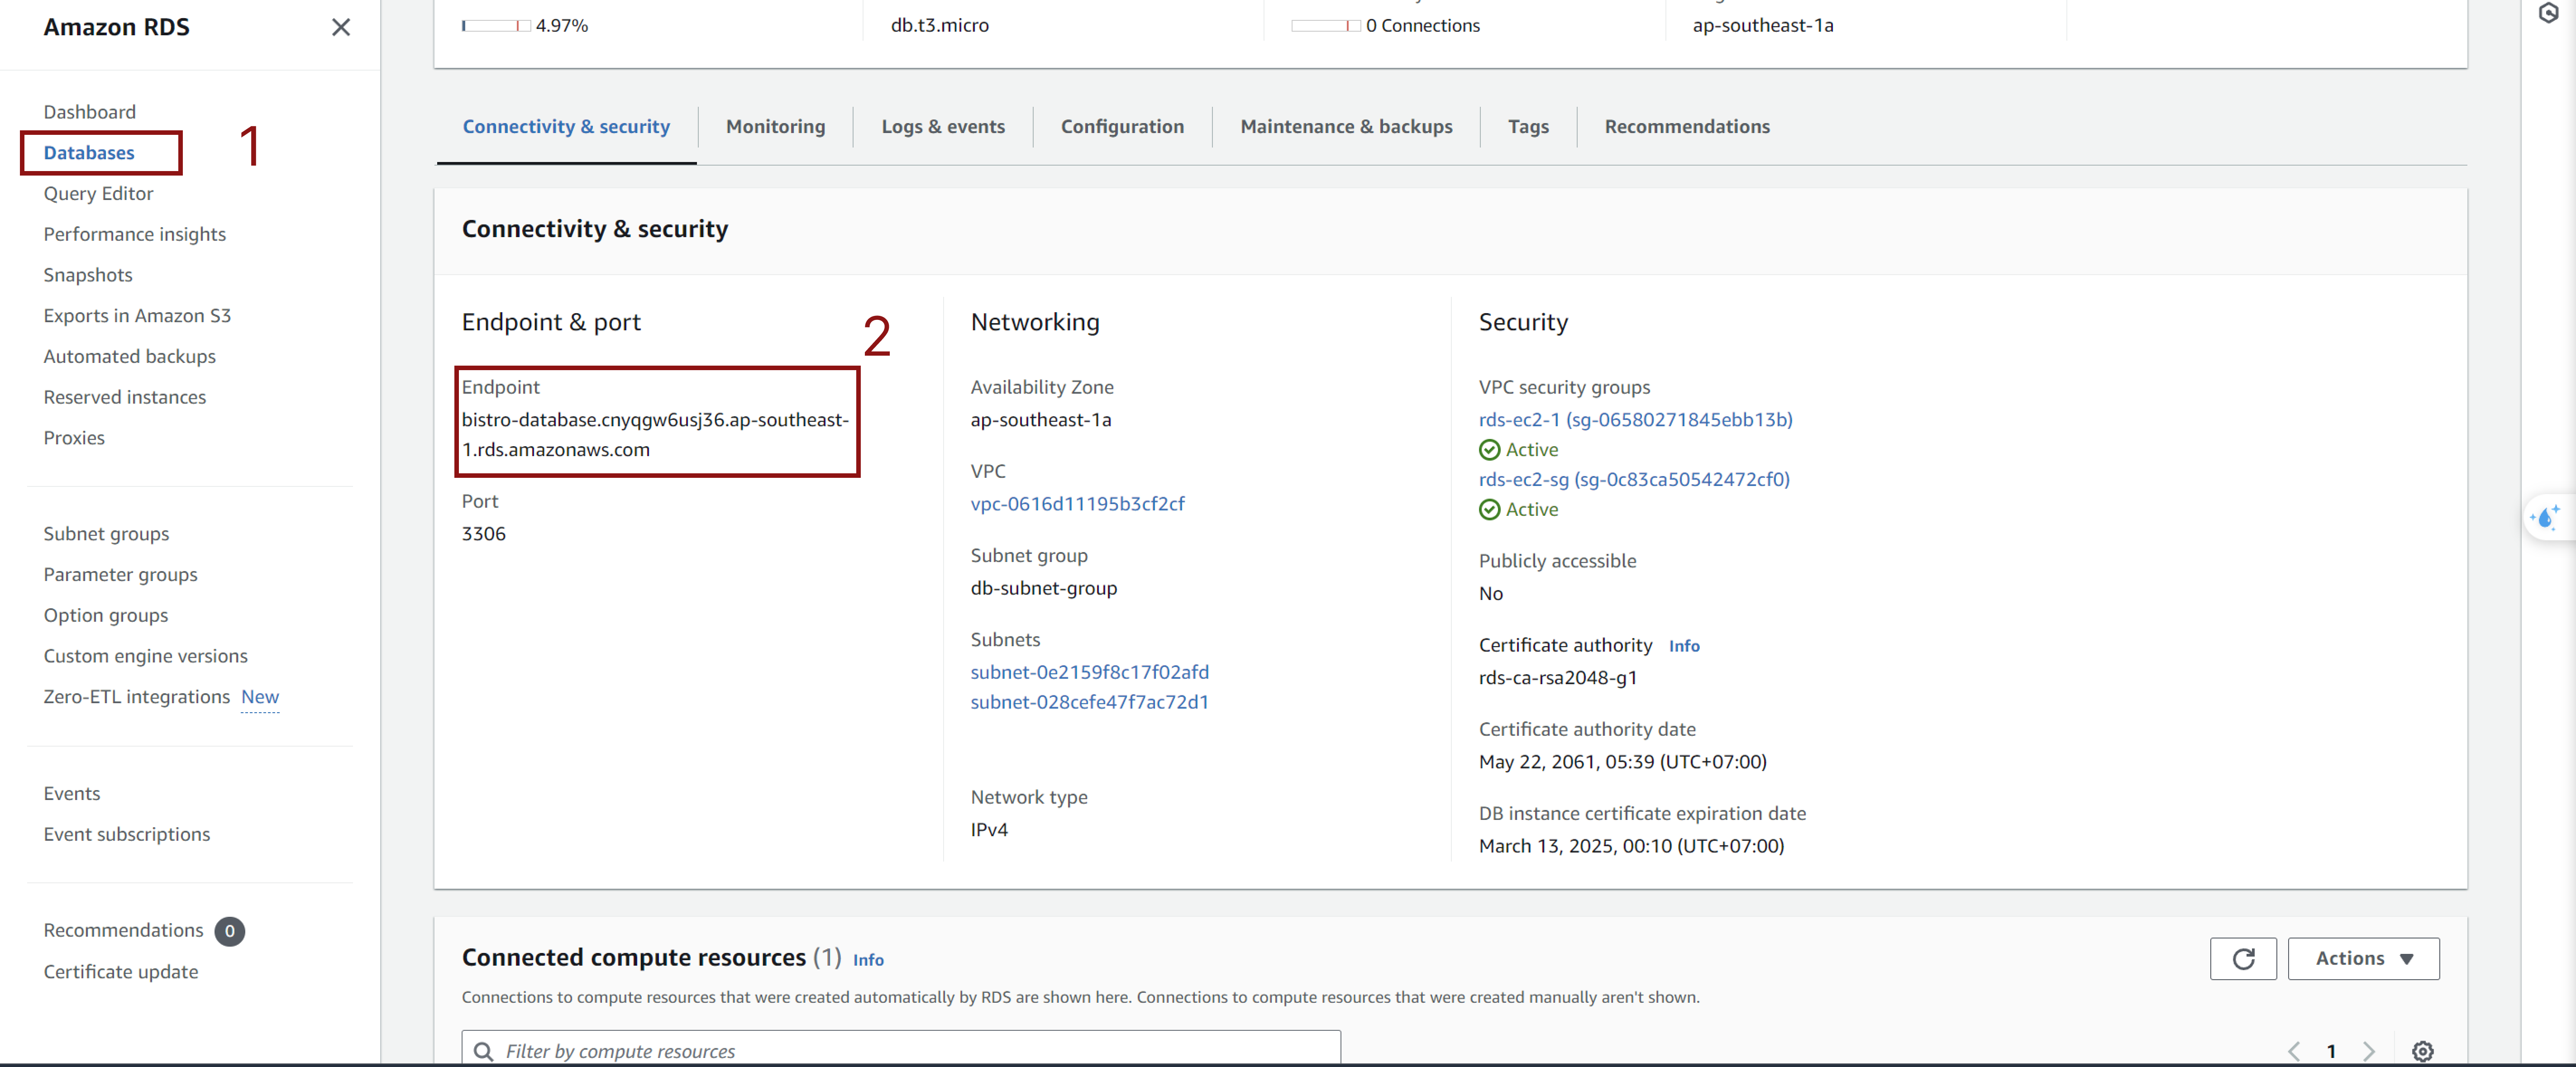 Amazon RDS
Dashboard
Databases
1
Query Editor
Performance insights
Snapshots
Exports in Amazon S3
Automated backups
Reserved instances
Proxies
Subnet groups
Parameter groups
Option groups
Custom engine versions
Zero-ETL integrations New
Events
Event subscriptions
Recommendations 0
Certificate update
4.97%
db.t3.micro
0 Connections
ap-southeast-1a
Connectivity & security
Monitoring
Logs & events
Configuration
Maintenance & backups
Tags
Recommendations
Connectivity & security
Endpoint & port
2
Endpoint
bistro-database.cnyqgw6usj36.ap-southeast-
1.rds.amazonaws.com
Port
3306
Networking
Availability Zone
ap-southeast-1a
VPC
vpc-0616d11195b3cf2cf
Subnet group
db-subnet-group
Subnets
subnet-0e2159f8c17f02afd
subnet-028cefe47f7ac72d1
Network type
IPv4
Security
VPC security groups
rds-ec2-1 (sg-06580271845ebb13b)
Active
rds-ec2-sg (sg-0c83ca50542472cf0)
Active
Publicly accessible
No
Certificate authority Info
rds-ca-rsa2048-g1
Certificate authority date
May 22, 2061, 05:39 (UTC+07:00)
DB instance certificate expiration date
March 13, 2025, 00:10 (UTC+07:00)
Connected compute resources (1) Info
Actions
Connections to compute resources that were created automatically by RDS are shown here. Connections to compute resources that were created manually aren't shown.
Filter by compute resources
1